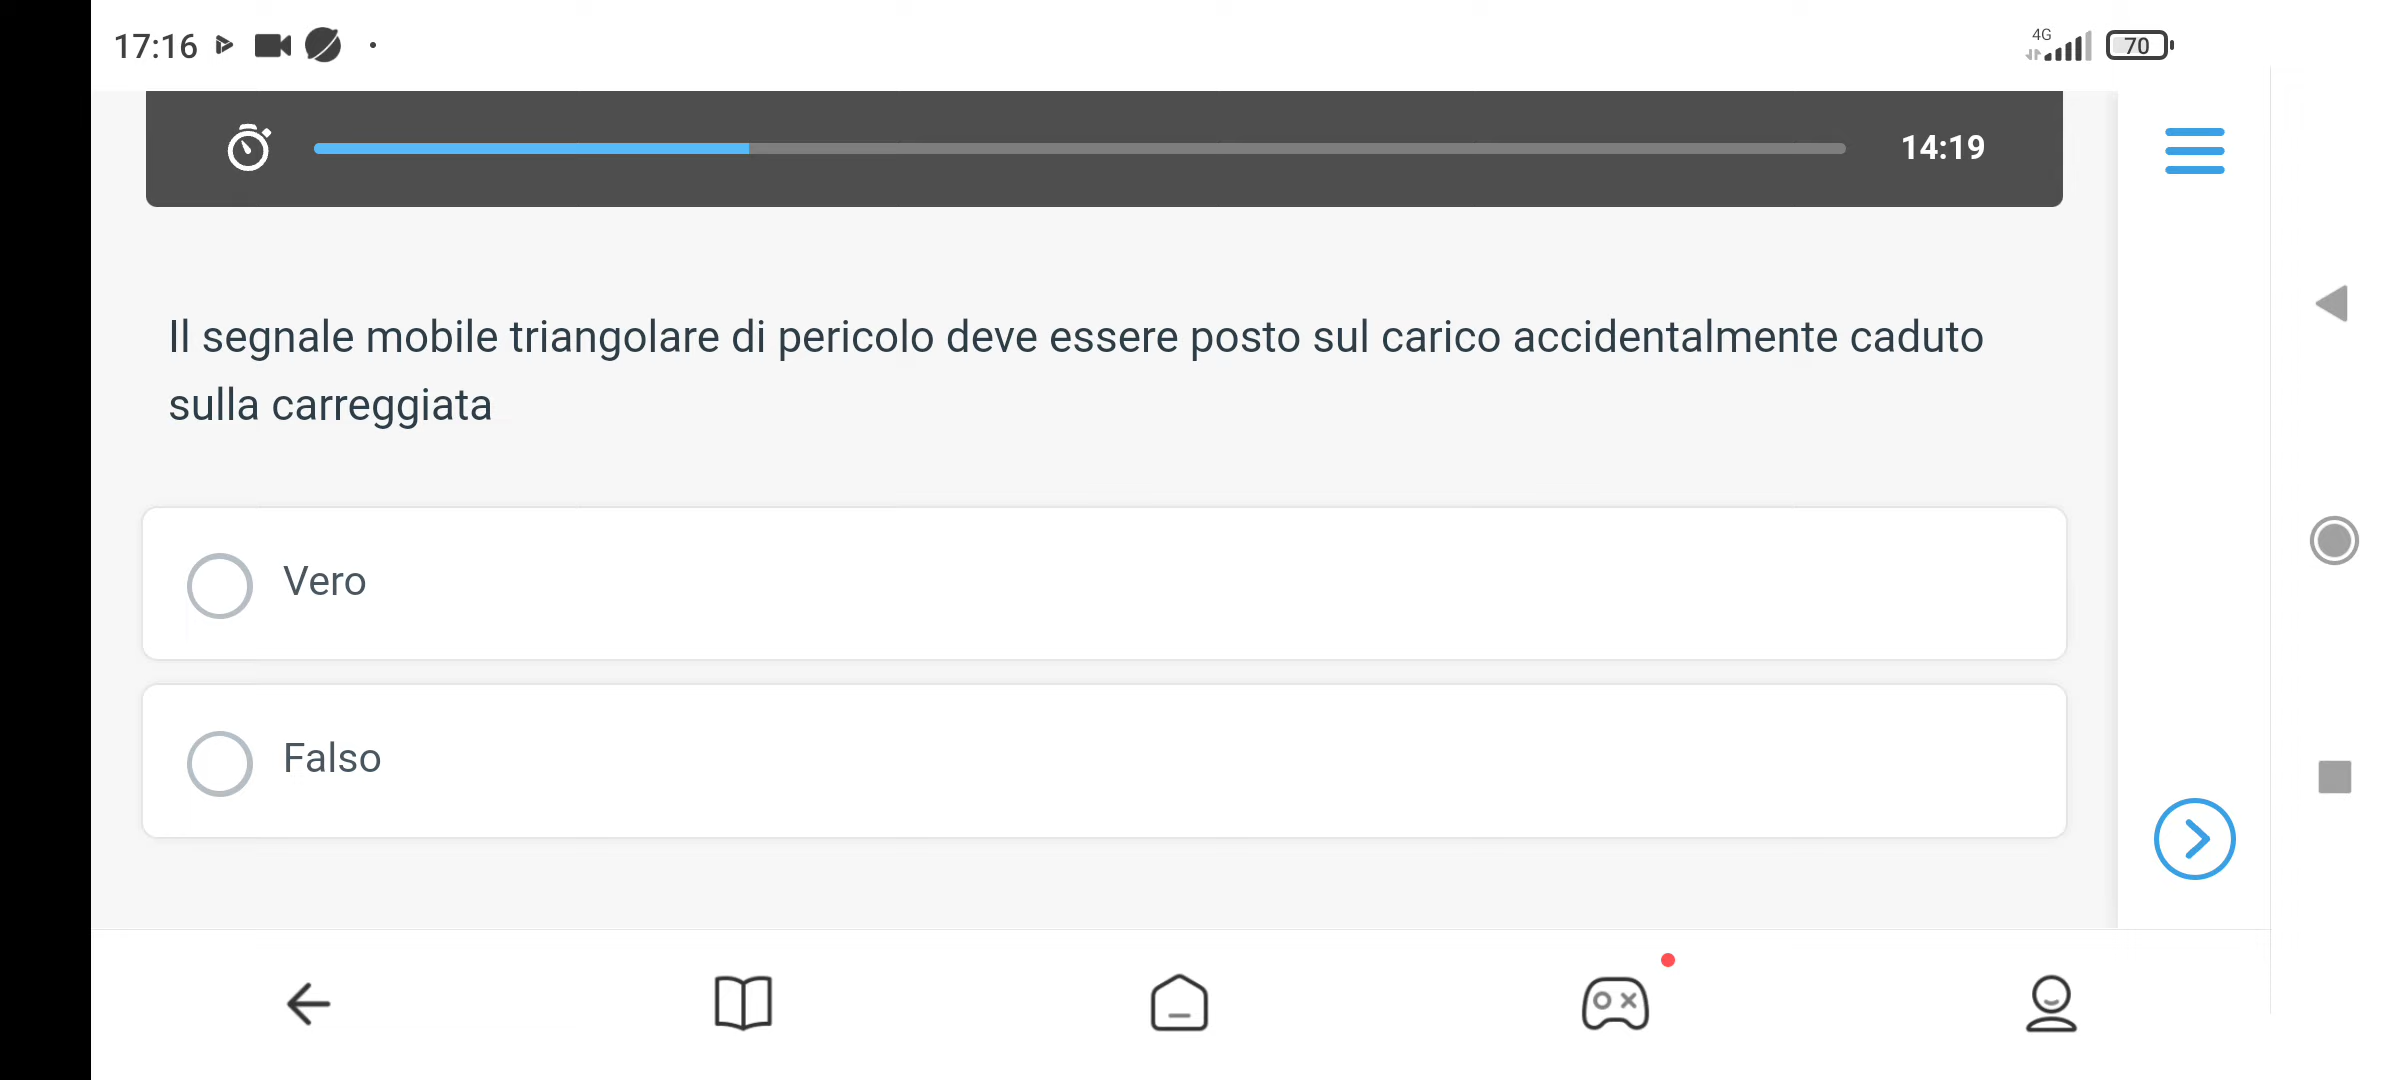 17:16
4G
70
14:19
Il segnale mobile triangolare di pericolo deve essere posto sul carico accidentalmente caduto
sulla carreggiata
Vero
Falso